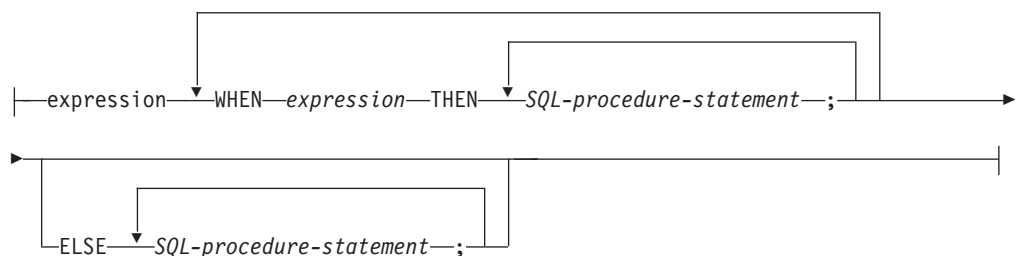 expression WHEN expression THEN SQL-procedure-statement ;
ELSE SQL-procedure-statement ;